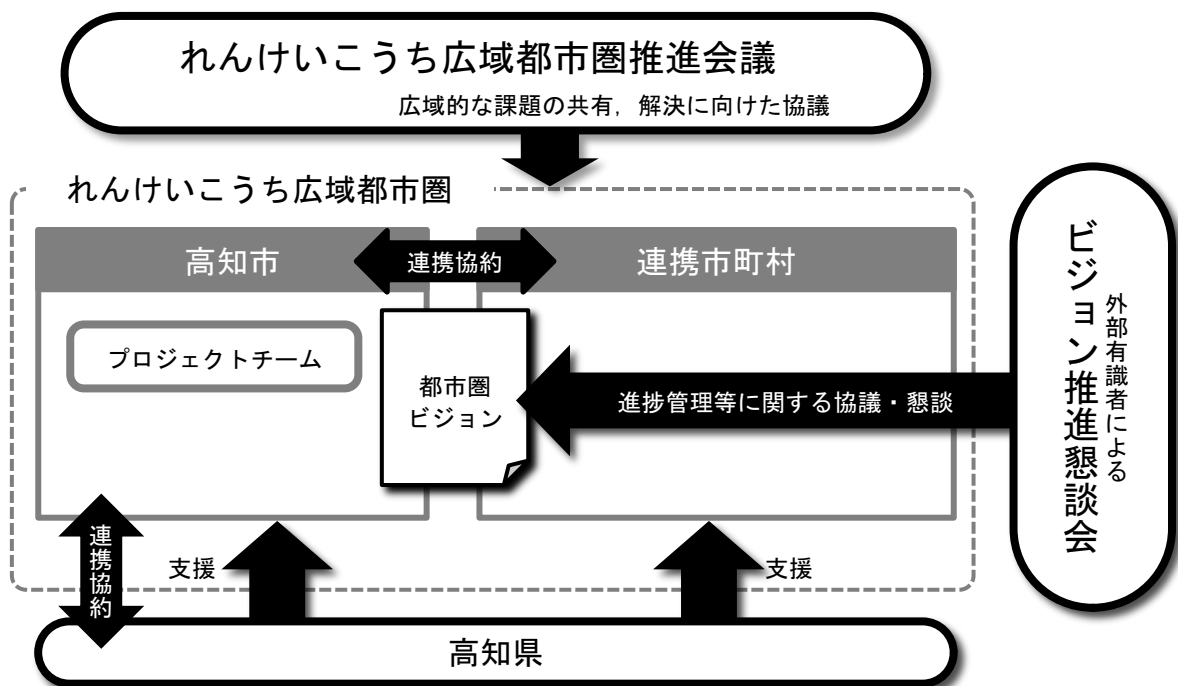 れんけいこうち広域都市圏推進会議
広域的な課題の共有，解決に向けた協議
れんけいこうち広域都市圏
高知市
連携協約
連携市町村
プロジェクトチーム
都市圏
ビジョン
進捗管理等に関する協議・懇談
外部有識者による
ビジョン推進懇談会
連携協約
支援
支援
高知県